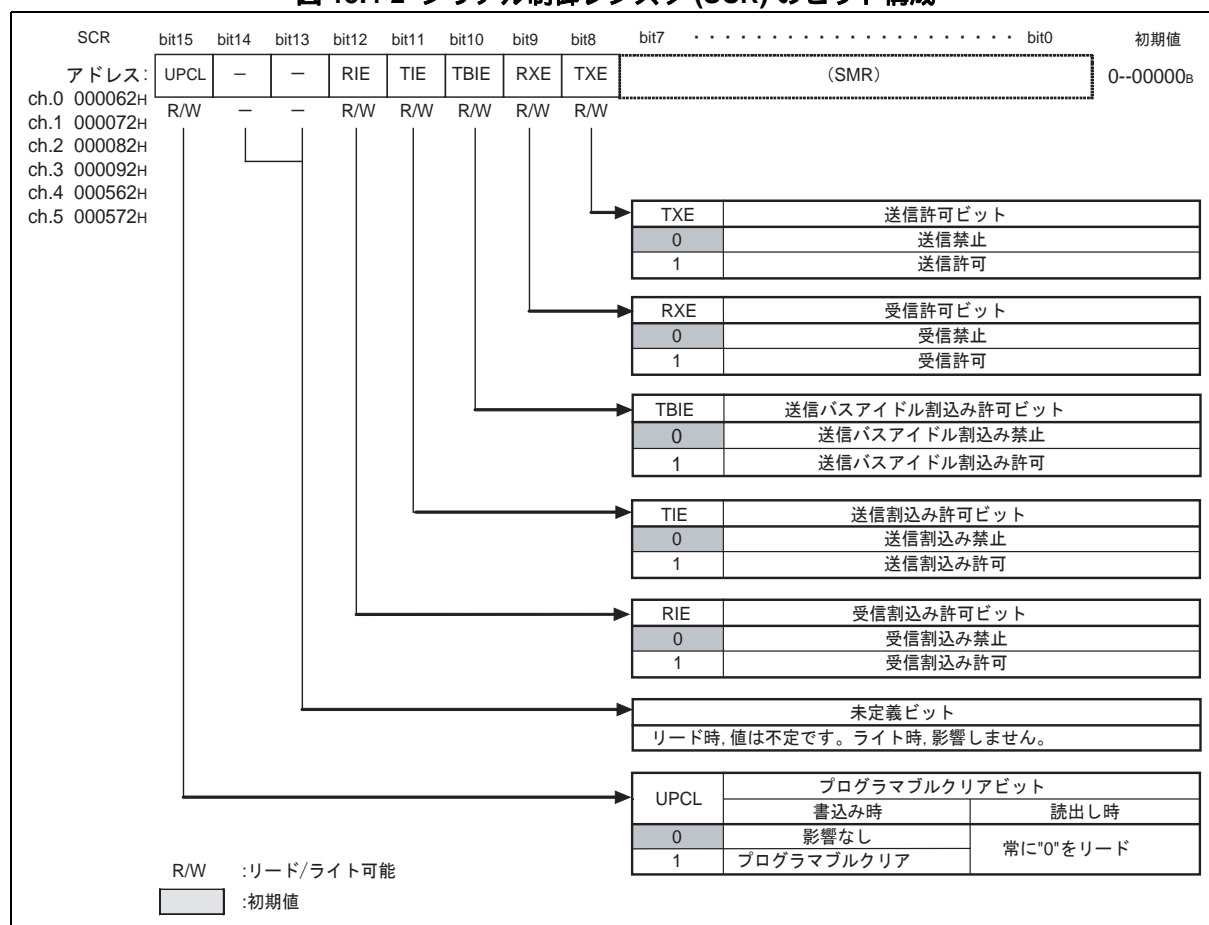 SCR bit15 bit14 bit13 bit12 bit11 bit10 bit9 bit8 bit7 ・・・・・・・・・・・・・・・・・・・・・ bit0 初期値
アドレス: UPCL － － RIE TIE TBIE RXE TXE (SMR) 0--00000B
R/W － － R/W R/W R/W R/W R/W
ch.0 000062H
ch.1 000072H
ch.2 000082H
ch.3 000092H
ch.4 000562H
ch.5 000572H
TXE 送信許可ビット
0 送信禁止
1 送信許可
RXE 受信許可ビット
0 受信禁止
1 受信許可
TBIE 送信バスアイドル割込み許可ビット
0 送信バスアイドル割込み禁止
1 送信バスアイドル割込み許可
TIE 送信割込み許可ビット
0 送信割込み禁止
1 送信割込み許可
RIE 受信割込み許可ビット
0 受信割込み禁止
1 受信割込み許可
未定義ビット
リード時, 値は不定です。ライト時, 影響しません。
UPCL プログラマブルクリアビット
書込み時 読出し時
0 影響なし 常に"0"をリード
1 プログラマブルクリア
R/W :リード/ライト可能
:初期値